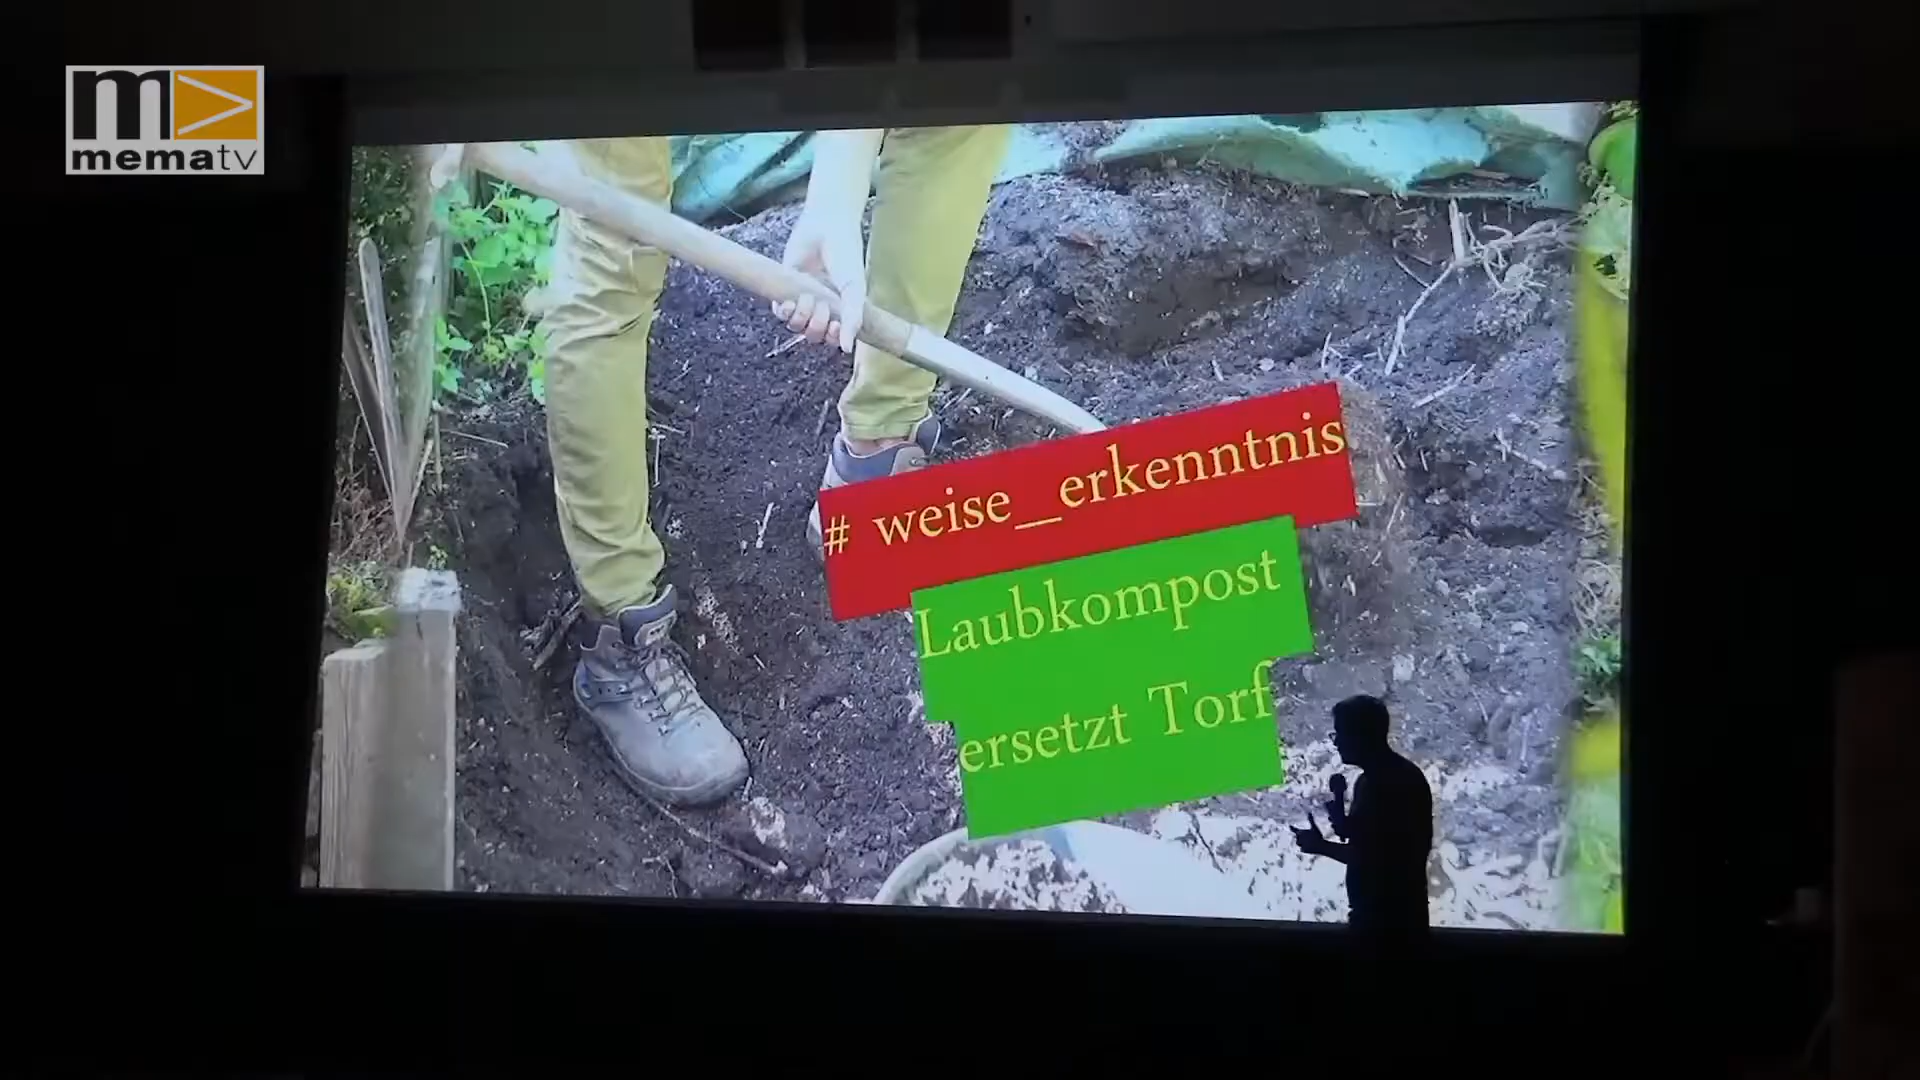 m>
mematv
# weise_erkenntnis
Laubkompost
ersetzt Torf